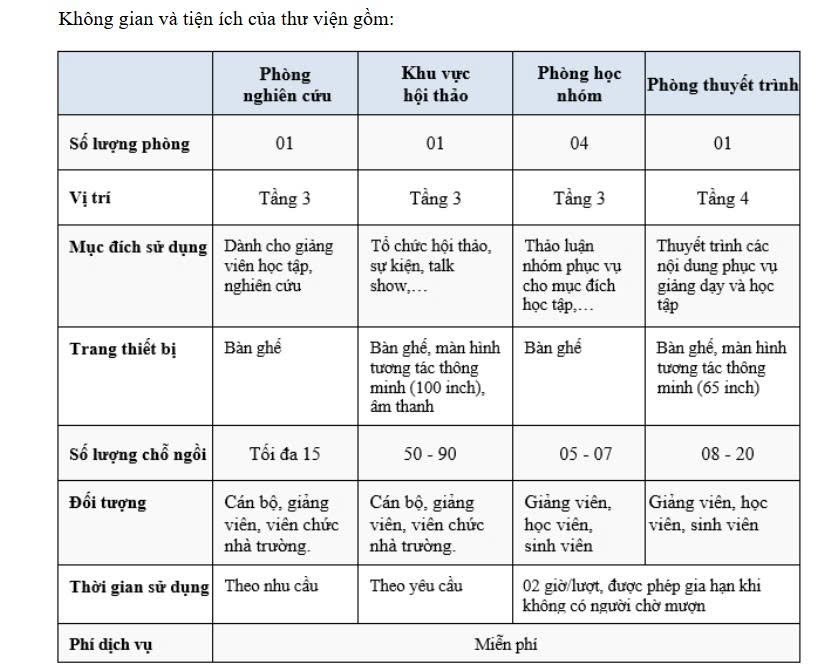 Không gian và tiện ích của thư viện gồm:
Phòng nghiên cứu Khu vực hội thảo Phòng học nhóm Phòng thuyết trình
Số lượng phòng 01 01 04 01
Vị trí Tầng 3 Tầng 3 Tầng 3 Tầng 4
Mục đích sử dụng
Dành cho giảng
viên học tập,
nghiên cứu
Tổ chức hội thảo,
sự kiện, talk
show,…
Thảo luận
nhóm phục vụ
cho mục đích
học tập,…
Thuyết trình các
nội dung phục vụ
giảng dạy và học
tập
Trang thiết bị
Bàn ghế
Bàn ghế, màn hình
tương tác thông
minh (100 inch),
âm thanh
Bàn ghế
Bàn ghế, màn hình
tương tác thông
minh (65 inch)
Số lượng chỗ ngồi Tối đa 15 50 - 90 05 - 07 08 - 20
Đối tượng
Cán bộ, giảng
viên, viên chức
nhà trường.
Cán bộ, giảng
viên, viên chức
nhà trường.
Giảng viên,
học viên,
sinh viên
Giảng viên, học
viên, sinh viên
Thời gian sử dụng
Theo nhu cầu
Theo yêu cầu
02 giờ/lượt, được phép gia hạn khi
không có người chờ mượn
Phí dịch vụ Miễn phí